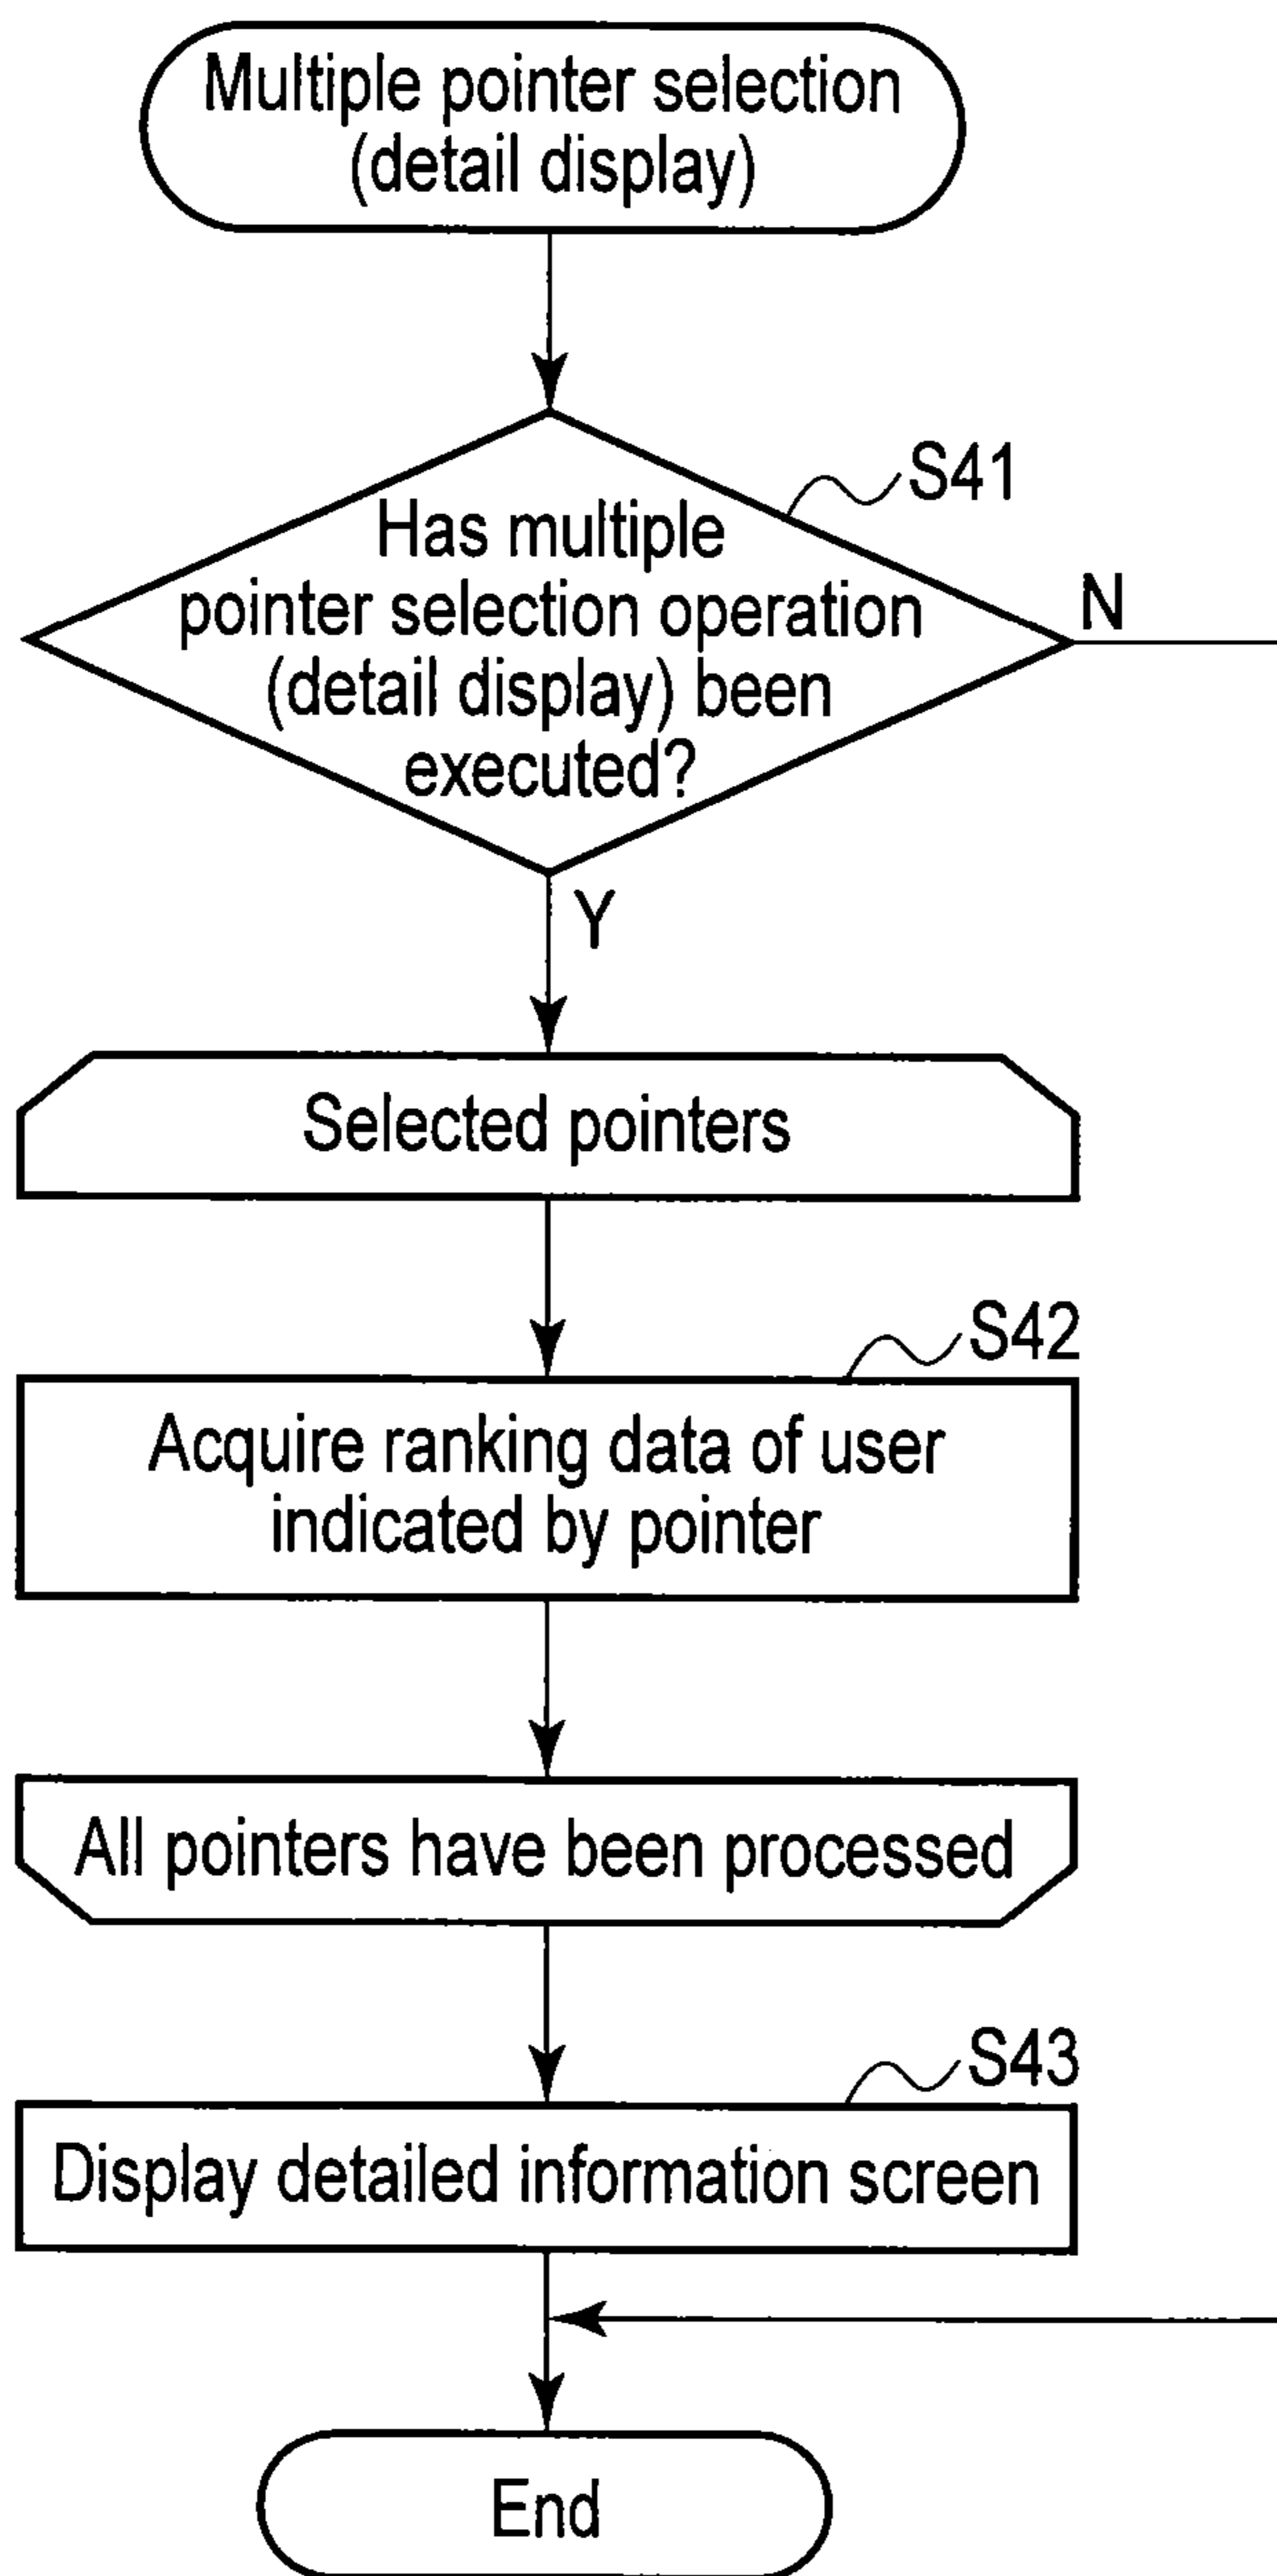 Multiple pointer selection
(detail display)
S41
Has multiple
pointer selection operation
(detail display) been
executed?
N
Y
Selected pointers
S42
Acquire ranking data of user
indicated by pointer
All pointers have been processed
S43
Display detailed information screen
End